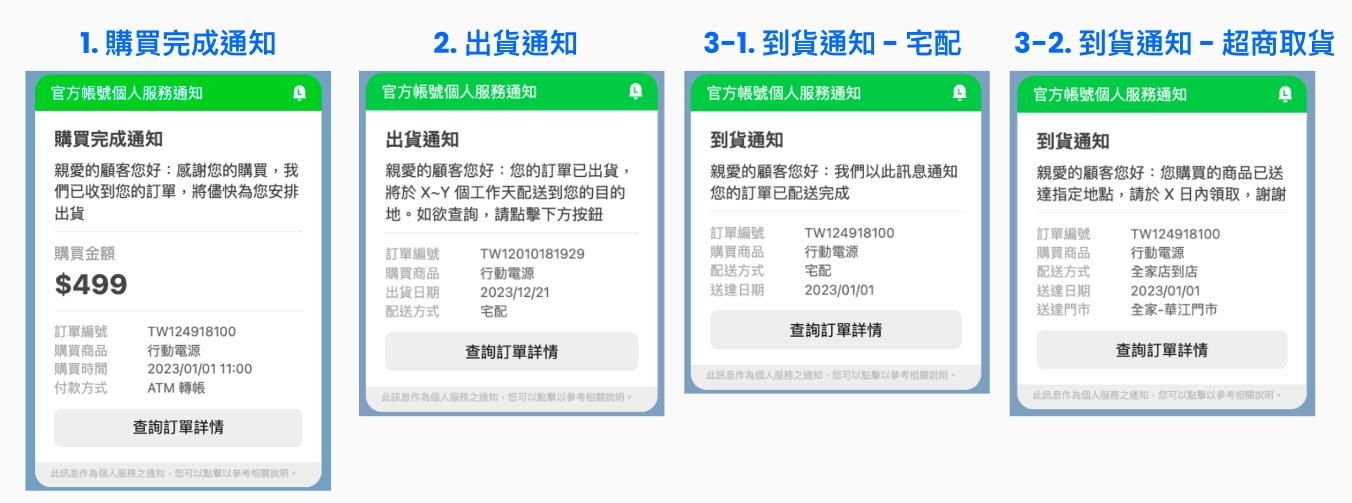 1. 購買完成通知
官方帳號個人服務通知
購買完成通知
親愛的顧客您好：感謝您的購買，我
們已收到您的訂單，將儘快為您安排
出貨
購買金額
$499
訂單編號 TW124918100
購買商品 行動電源
購買時間 2023/01/01 11:00
付款方式 ATM 轉帳
查詢訂單詳情
此訊息作為個人服務之通知，您可以點擊以參考相關說明。
2. 出貨通知
官方帳號個人服務通知
出貨通知
親愛的顧客您好：您的訂單已出貨，
將於 X~Y 個工作天配送到您的目的
地。如欲查詢，請點擊下方按鈕
訂單編號 TW12010181929
購買商品 行動電源
出貨日期 2023/12/21
配送方式 宅配
查詢訂單詳情
此訊息作為個人服務之通知，您可以點擊以參考相關說明。
3-1. 到貨通知 - 宅配
官方帳號個人服務通知
到貨通知
親愛的顧客您好：我們以此訊息通知
您的訂單已配送完成
訂單編號 TW124918100
購買商品 行動電源
配送方式 宅配
送達日期 2023/01/01
查詢訂單詳情
此訊息作為個人服務之通知，您可以點擊以參考相關說明。
3-2. 到貨通知 - 超商取貨
官方帳號個人服務通知
到貨通知
親愛的顧客您好：您購買的商品已送
達指定地點，請於 X 日內領取，謝謝
訂單編號 TW124918100
購買商品 行動電源
配送方式 全家店到店
送達日期 2023/01/01
送達門市 全家-華江門市
查詢訂單詳情
此訊息作為個人服務之通知，您可以點擊以參考相關說明。